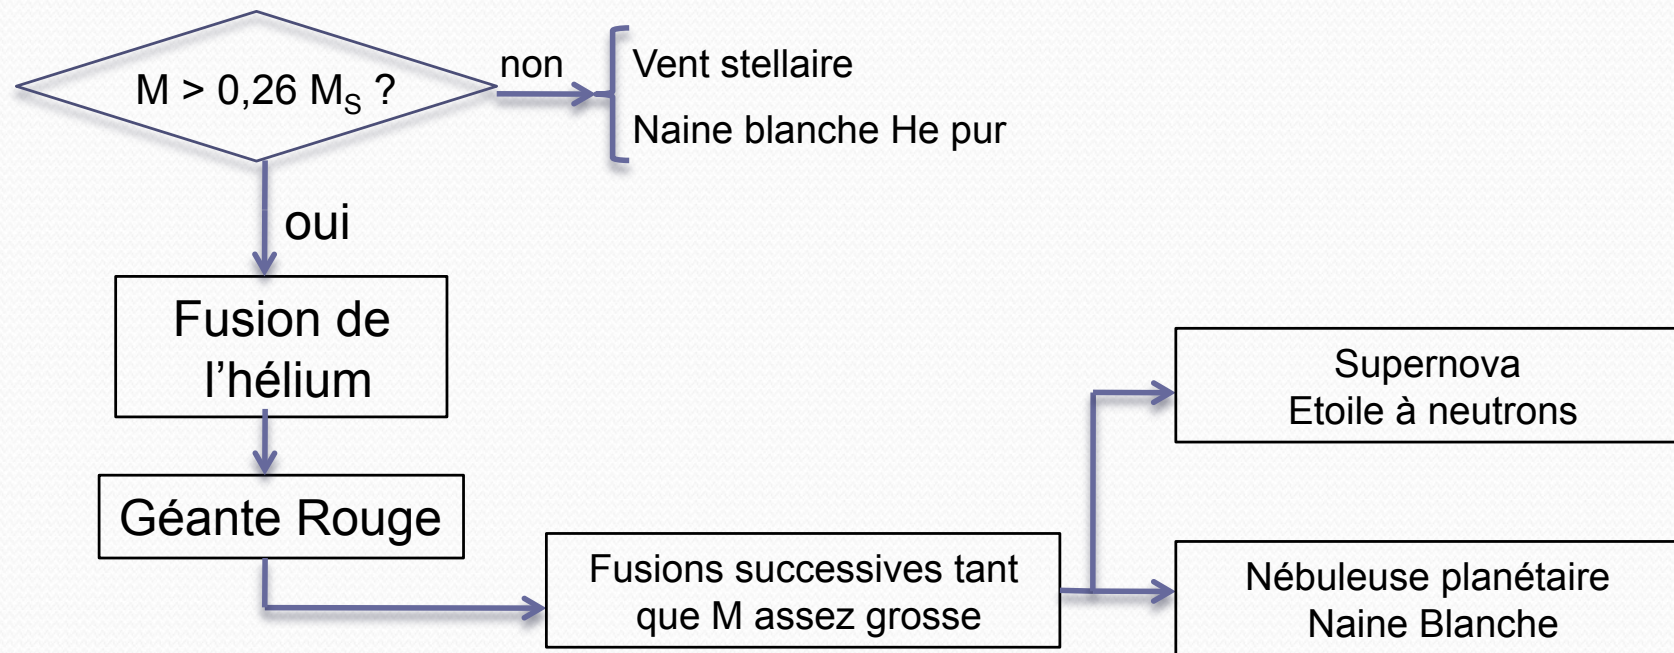 M > 0,26 M_S ?
non
Vent stellaire
Naine blanche He pur
oui
Fusion de
l’hélium
Géante Rouge
Fusions successives tant
que M assez grosse
Supernova
Etoile à neutrons
Nébuleuse planétaire
Naine Blanche